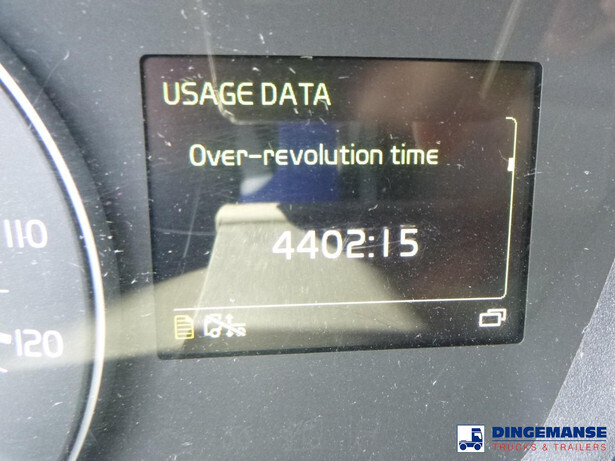 USAGE DATA
Over-revolution time
4402:15
110
120
DINGEMANSE
TRUCKS & TRAILERS